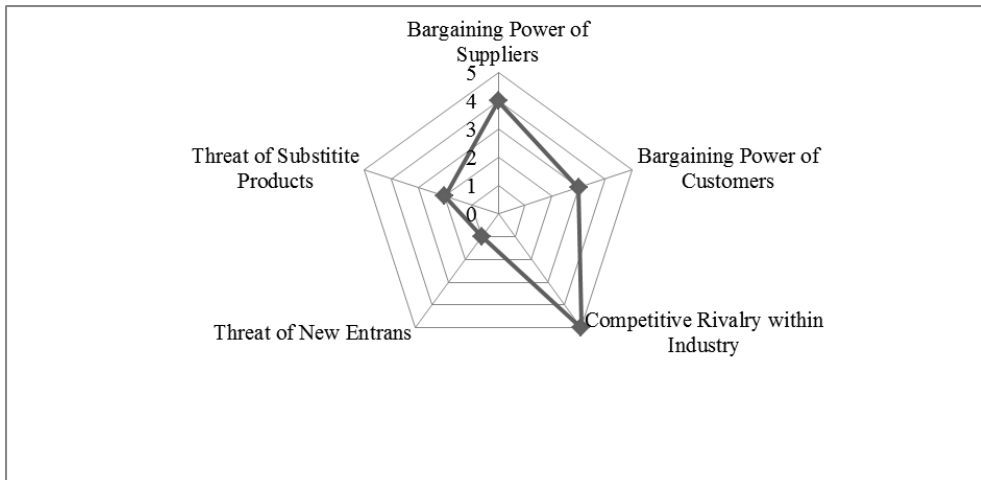 Bargaining Power of
Suppliers
5
4
3
2
1
0
Bargaining Power of
Customers
Competitive Rivalry within
Industry
Threat of New Entrans
Threat of Substitite
Products